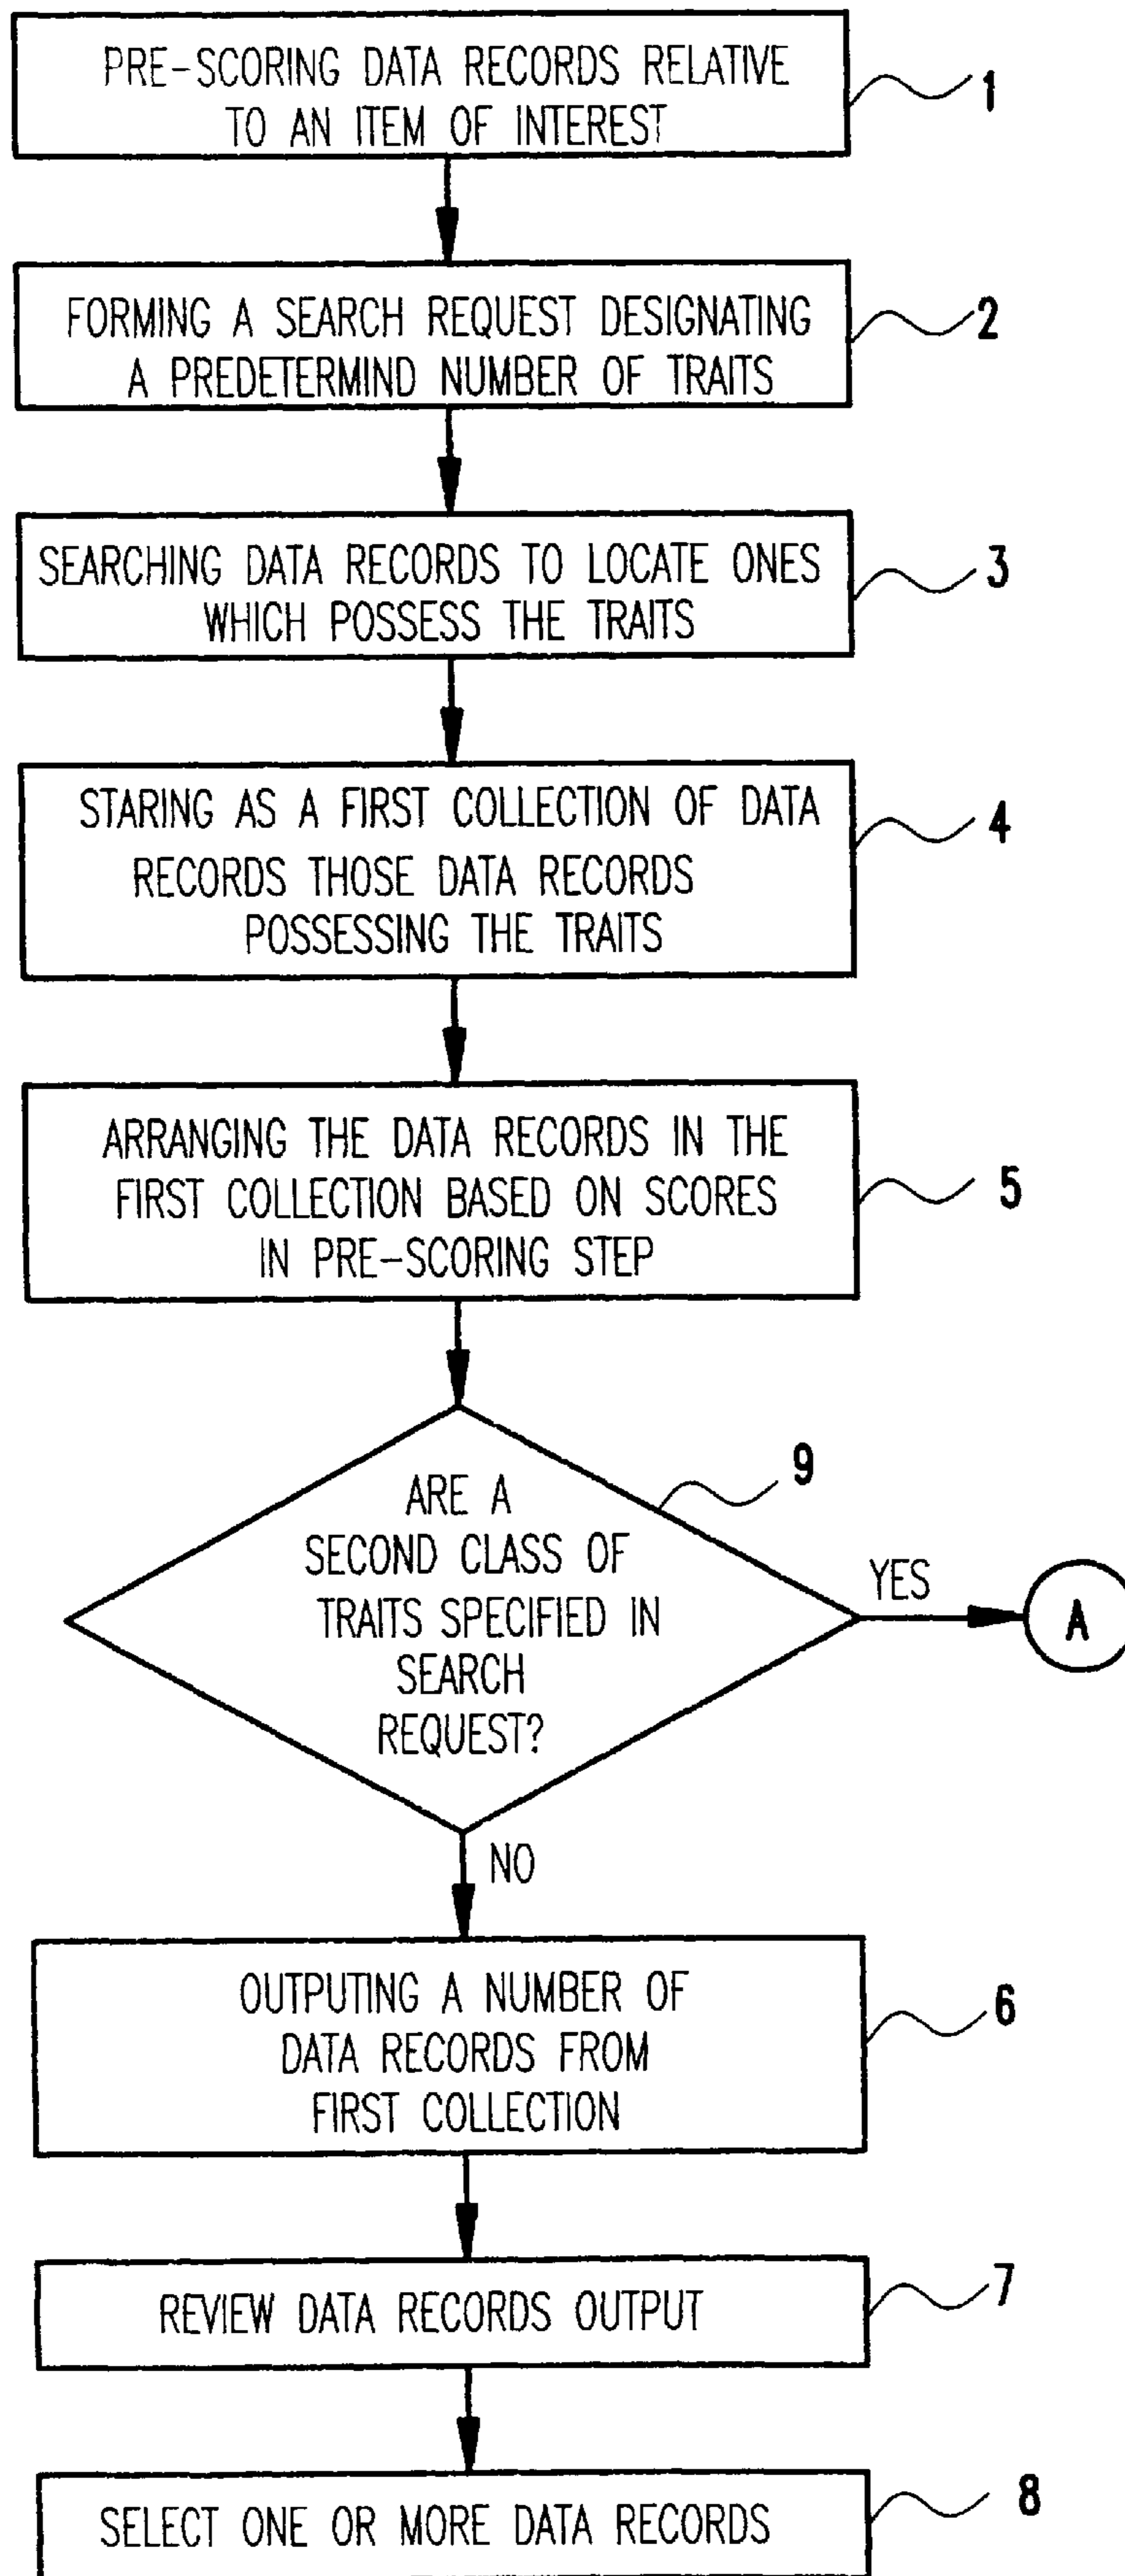 PRE-SCORING DATA RECORDS RELATIVE
TO AN ITEM OF INTEREST
1
FORMING A SEARCH REQUEST DESIGNATING
A PREDETERMIND NUMBER OF TRAITS
2
SEARCHING DATA RECORDS TO LOCATE ONES
WHICH POSSESS THE TRAITS
3
STARING AS A FIRST COLLECTION OF DATA
RECORDS THOSE DATA RECORDS
POSSESSING THE TRAITS
4
ARRANGING THE DATA RECORDS IN THE
FIRST COLLECTION BASED ON SCORES
IN PRE-SCORING STEP
5
ARE A
SECOND CLASS OF
TRAITS SPECIFIED IN
SEARCH
REQUEST?
9
YES
A
NO
OUTPUTING A NUMBER OF
DATA RECORDS FROM
FIRST COLLECTION
6
REVIEW DATA RECORDS OUTPUT
7
SELECT ONE OR MORE DATA RECORDS
8